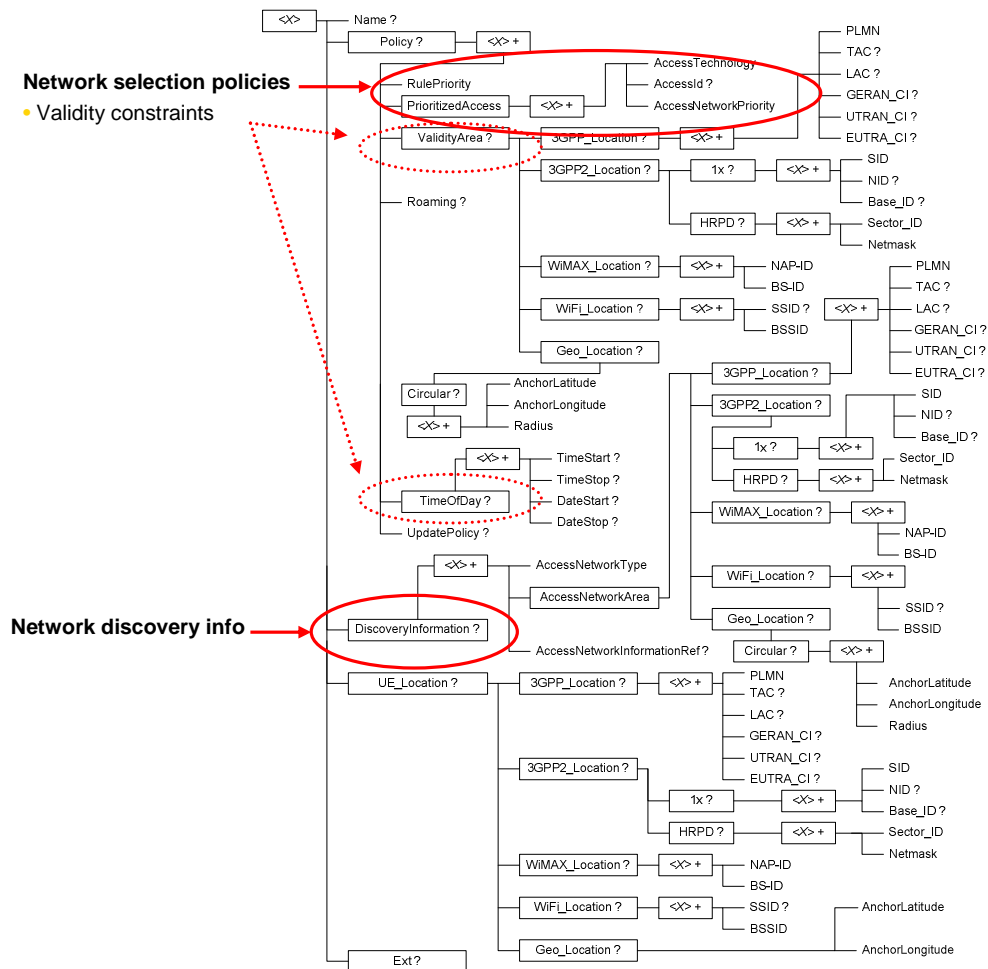 <X>
Name ?
Policy ?
<X> +
PLMN
TAC ?
LAC ?
GERAN_CI ?
UTRAN_CI ?
EUTRA_CI ?
Network selection policies
• Validity constraints
RulePriority
PrioritizedAccess
<X> +
AccessTechnology
AccessId ?
AccessNetworkPriority
ValidityArea ?
3GPP_Location ?
<X> +
3GPP2_Location ?
1x ?
<X> +
SID
NID ?
Base_ID ?
HRPD ?
<X> +
Sector_ID
Netmask
Roaming ?
WiMAX_Location ?
<X> +
NAP-ID
BS-ID
WiFi_Location ?
<X> +
SSID ?
BSSID
Geo_Location ?
Circular ?
<X> +
AnchorLatitude
AnchorLongitude
Radius
<X> +
TimeStart ?
TimeStop ?
DateStart ?
DateStop ?
TimeOfDay ?
UpdatePolicy ?
<X> +
PLMN
TAC ?
LAC ?
GERAN_CI ?
UTRAN_CI ?
EUTRA_CI ?
3GPP_Location ?
3GPP2_Location ?
1x ?
<X> +
SID
NID ?
Base_ID ?
HRPD ?
<X> +
Sector_ID
Netmask
WiMAX_Location ?
<X> +
NAP-ID
BS-ID
WiFi_Location ?
<X> +
SSID ?
BSSID
Geo_Location ?
Circular ?
<X> +
AnchorLatitude
AnchorLongitude
Radius
<X> +
AccessNetworkType
AccessNetworkArea
AccessNetworkInformationRef ?
Network discovery info
DiscoveryInformation ?
UE_Location ?
3GPP_Location ?
<X> +
PLMN
TAC ?
LAC ?
GERAN_CI ?
UTRAN_CI ?
EUTRA_CI ?
3GPP2_Location ?
1x ?
<X> +
SID
NID ?
Base_ID ?
HRPD ?
<X> +
Sector_ID
Netmask
WiMAX_Location ?
<X> +
NAP-ID
BS-ID
WiFi_Location ?
<X> +
SSID ?
BSSID
Geo_Location ?
AnchorLatitude
AnchorLongitude
Ext ?